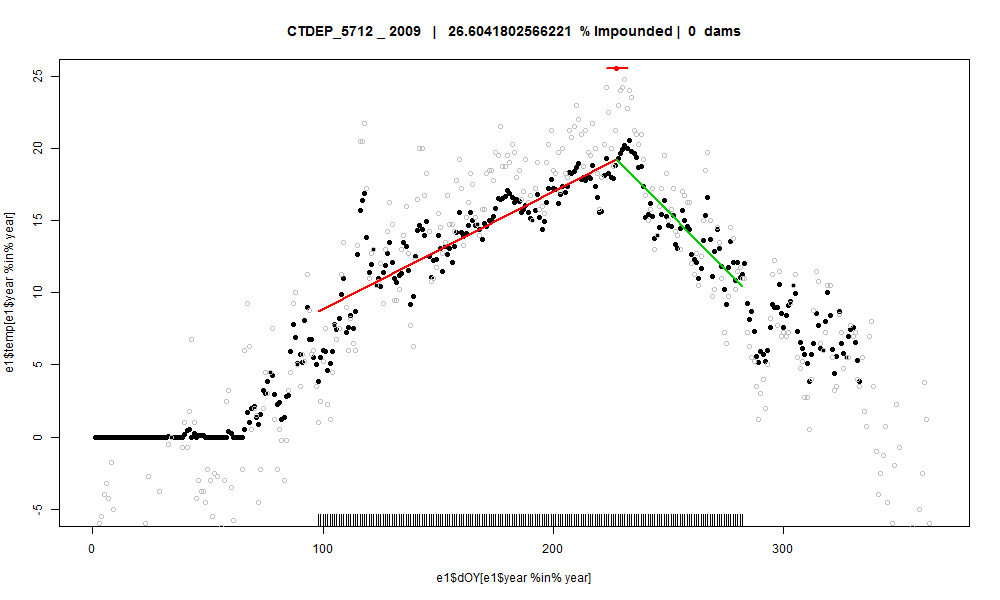 CTDEP_5712 _ 2009 | 26.6041802566221 % Impounded | 0 dams
25
20
15
10
5
0
-5
e1$temp[e1$year %in% year]
0 100 200 300
e1$dOY[e1$year %in% year]